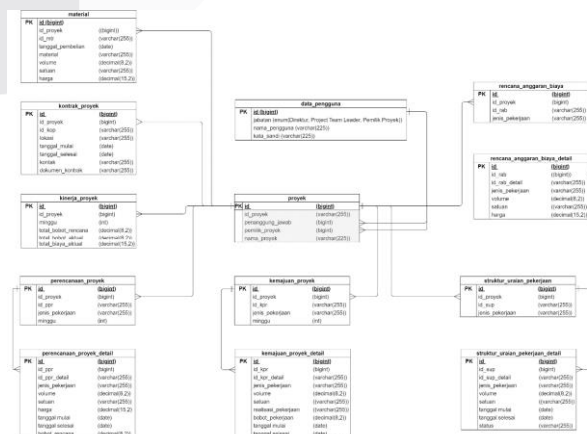 material
PK id (bigint)
id_proyek (bigint)
id_mtl (varchar(255))
tanggal_pembelian (date)
material (varchar(255))
volume (decimal(8,2))
satuan (varchar(255))
harga (decimal(15,2))
kontrak_proyek
PK id (bigint)
id_proyek (bigint)
id_kop (varchar(255))
lokasi (varchar(255))
tanggal_mulai (date)
tanggal_selesai (date)
kontak (varchar(255))
dokumen_kontrak (varchar(255))
kinerja_proyek
PK id (bigint)
id_proyek (bigint)
minggu (int)
total_bobot_rencana (decimal(8,2))
total_bobot_aktual (decimal(8,2))
total_biaya_aktual (decimal(15,2))
perencanaan_proyek
PK id (bigint)
id_proyek (bigint)
id_ppr (varchar(255))
jenis_pekerjaan (varchar(255))
minggu (int)
perencanaan_proyek_detail
PK id (bigint)
id_ppr (bigint)
id_ppr_detail (varchar(255))
jenis_pekerjaan (varchar(255))
volume (decimal(8,2))
satuan (varchar(255))
harga (decimal(15,2)
tanggal mulai (date)
tanggal selesai (date)
data_pengguna
PK id (bigint)
jabatan (enum(Direktur, Project Team Leader, Pemilik Proyek))
nama_pengguna (varchar(225))
kata_sandi (varchar(225))
proyek
PK id (bigint)
id_proyek (varchar(255))
penanggung_jawab (bigint)
pemilik_proyek (bigint)
nama_proyek (varchar(225))
kemajuan_proyek
PK id (bigint)
id_proyek (bigint)
id_kpr (varchar(255))
jenis_pekerjaan (varchar(255))
minggu (int)
kemajuan_proyek_detail
PK id (bigint)
id_kpr (bigint)
id_kpr_detail (varchar(255))
jenis_pekerjaan (varchar(255))
volume (decimal(8,2))
satuan (varchar(255))
realisasi_pekerjaan (varchar(255))
bobot_pekerjaan (decimal(8,2))
tanggal mulai (date)
rencana_anggaran_biaya
PK id (bigint)
id_proyek (bigint)
id_rab (varchar(255))
jenis_pekerjaan (varchar(255))
rencana_anggaran_biaya_detail
PK id (bigint)
id_rab (bigint)
id_rab_detail (varchar(255))
jenis_pekerjaan (varchar(255))
volume (decimal(8,2))
satuan (varchar(255))
harga (decimal(15,2))
struktur_uraian_pekerjaan
PK id (bigint)
id_proyek (bigint)
id_sup (varchar(255))
jenis_pekerjaan (varchar(255))
struktur_uraian_pekerjaan_detail
PK id (bigint)
id_sup (bigint)
id_sup_detail (varchar(255))
jenis_pekerjaan (varchar(255))
volume (decimal(8,2))
satuan (varchar(255))
tanggal mulai (date)
tanggal selesai (date)
status (varchar(255))